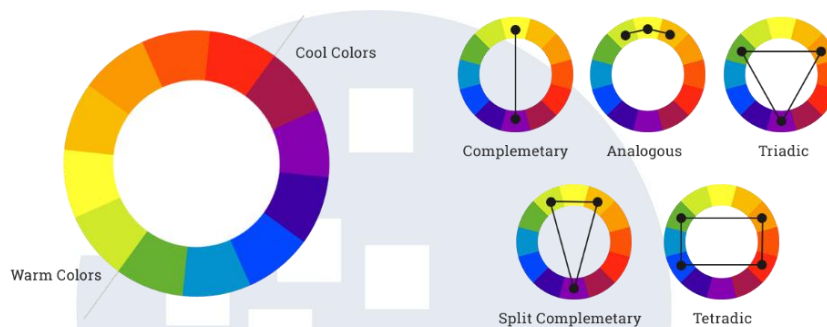 Cool Colors
Warm Colors
Complemetary
Analogous
Triadic
Split Complemetary
Tetradic